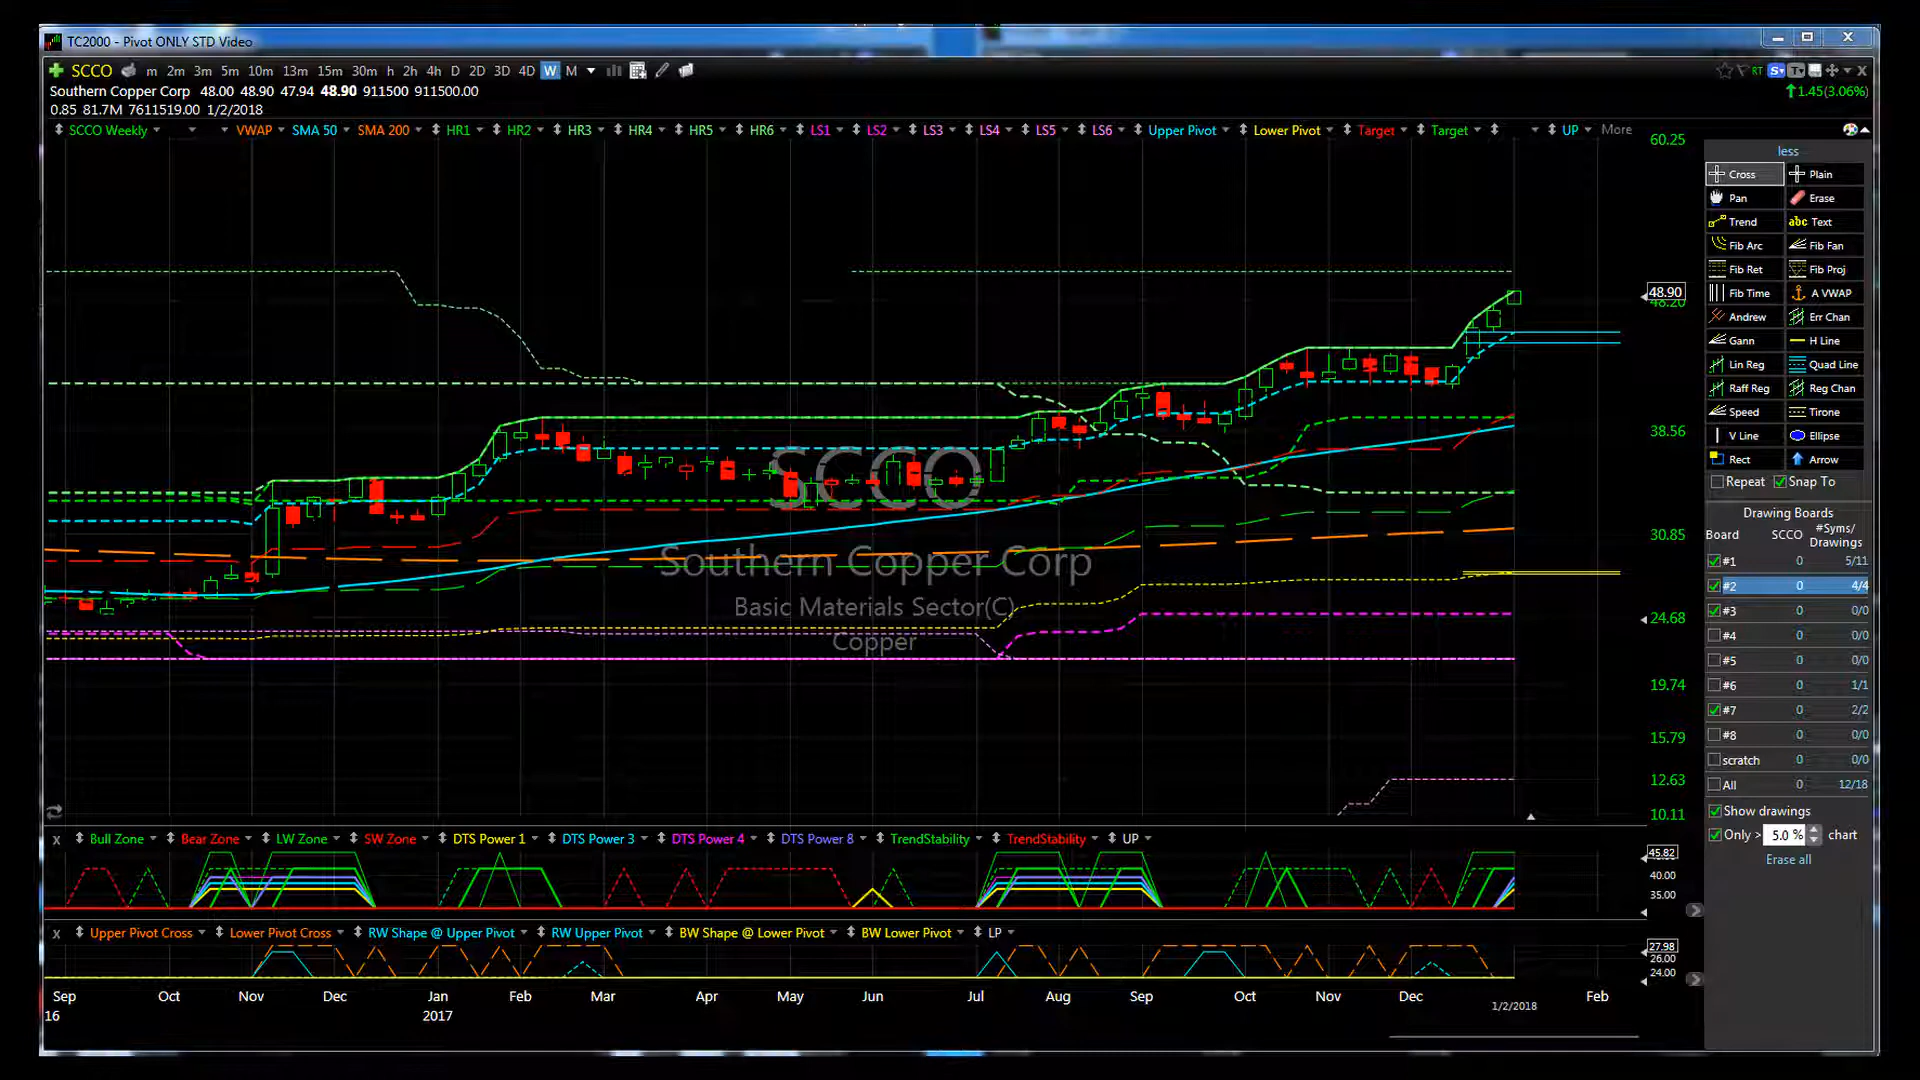 TC2000 - Pivot ONLY STD Video
SCCO m 2m 3m 5m 10m 13m 15m 30m h 2h 4h D 2D 3D 4D W M
RT S T X
Southern Copper Corp 48.00 48.90 47.94 48.90 911500 911500.00
1.45(3.06%)
0.85 81.7M 7611519.00 1/2/2018
SCCO Weekly VWAP SMA 50 SMA 200 HR1 HR2 HR3 HR4 HR5 HR6 LS1 LS2 LS3 LS4 LS5 LS6 Upper Pivot Lower Pivot Target Target UP More
60.25
48.90
48.20
38.56
30.85
24.68
19.74
15.79
12.63
10.11
SCCO
Southern Copper Corp
Basic Materials Sector(C)
Copper
less
Cross Plain
Pan Erase
Trend abc Text
Fib Arc Fib Fan
Fib Ret Fib Proj
Fib Time A VWAP
Andrew Err Chan
Gann H Line
Lin Reg Quad Line
Raff Reg Reg Chan
Speed Tirone
V Line Ellipse
Rect Arrow
Repeat Snap To
Drawing Boards
Board SCCO #Syms/
Drawings
#1 0 5/11
#2 0 4/4
#3 0 0/0
#4 0 0/0
#5 0 0/0
#6 0 1/1
#7 0 2/2
#8 0 0/0
scratch 0 0/0
All 0 12/18
Show drawings
Only > 5.0 % chart
Erase all
x Bull Zone Bear Zone LW Zone SW Zone DTS Power 1 DTS Power 3 DTS Power 4 DTS Power 8 TrendStability TrendStability UP
45.82
40.00
35.00
x Upper Pivot Cross Lower Pivot Cross RW Shape @ Upper Pivot RW Upper Pivot BW Shape @ Lower Pivot BW Lower Pivot LP
27.98
26.00
24.00
Sep Oct Nov Dec Jan Feb Mar Apr May Jun Jul Aug Sep Oct Nov Dec 1/2/2018 Feb
16 2017